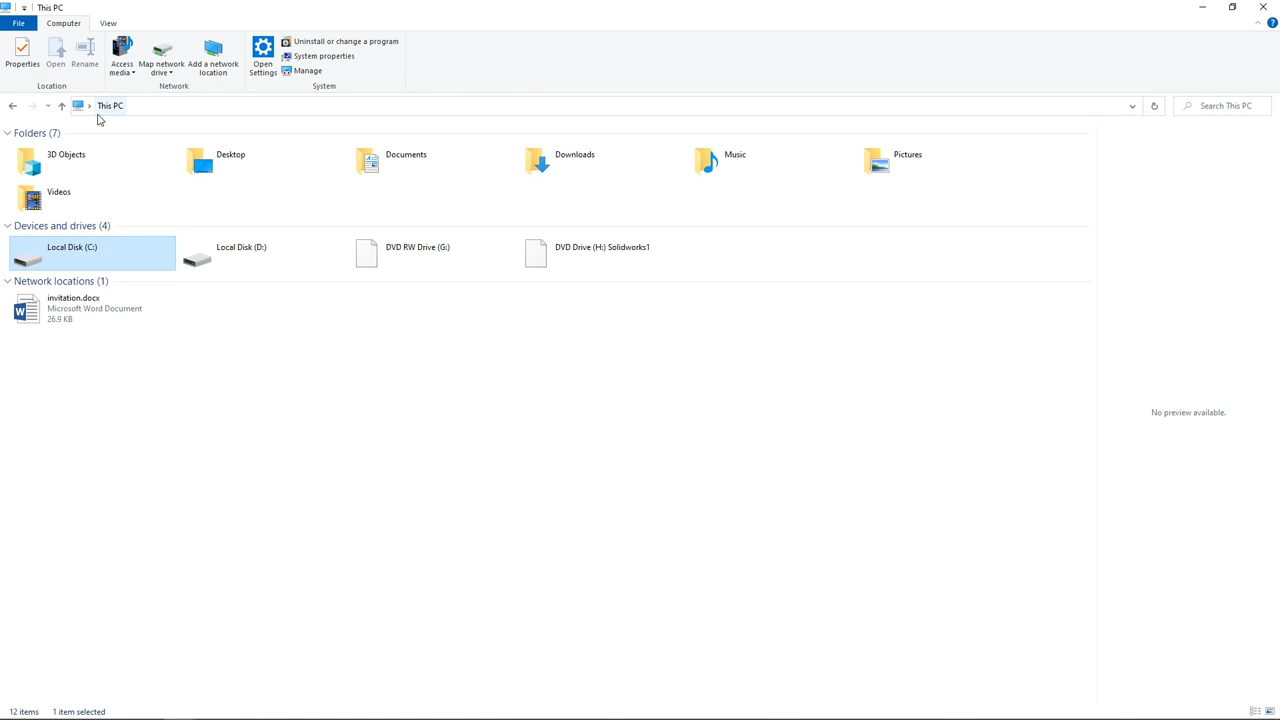 This PC
File Computer View
Properties Open Rename Access media Map network drive Add a network location Open Settings Uninstall or change a program
System properties
Manage
Location Network System
This PC Search This PC
Folders (7)
3D Objects Desktop Documents Downloads Music Pictures
Videos
Devices and drives (4)
Local Disk (C:) Local Disk (D:) DVD RW Drive (G:) DVD Drive (H:) Solidworks1
Network locations (1)
invitation.docx
Microsoft Word Document
26.9 KB
No preview available.
12 items 1 item selected